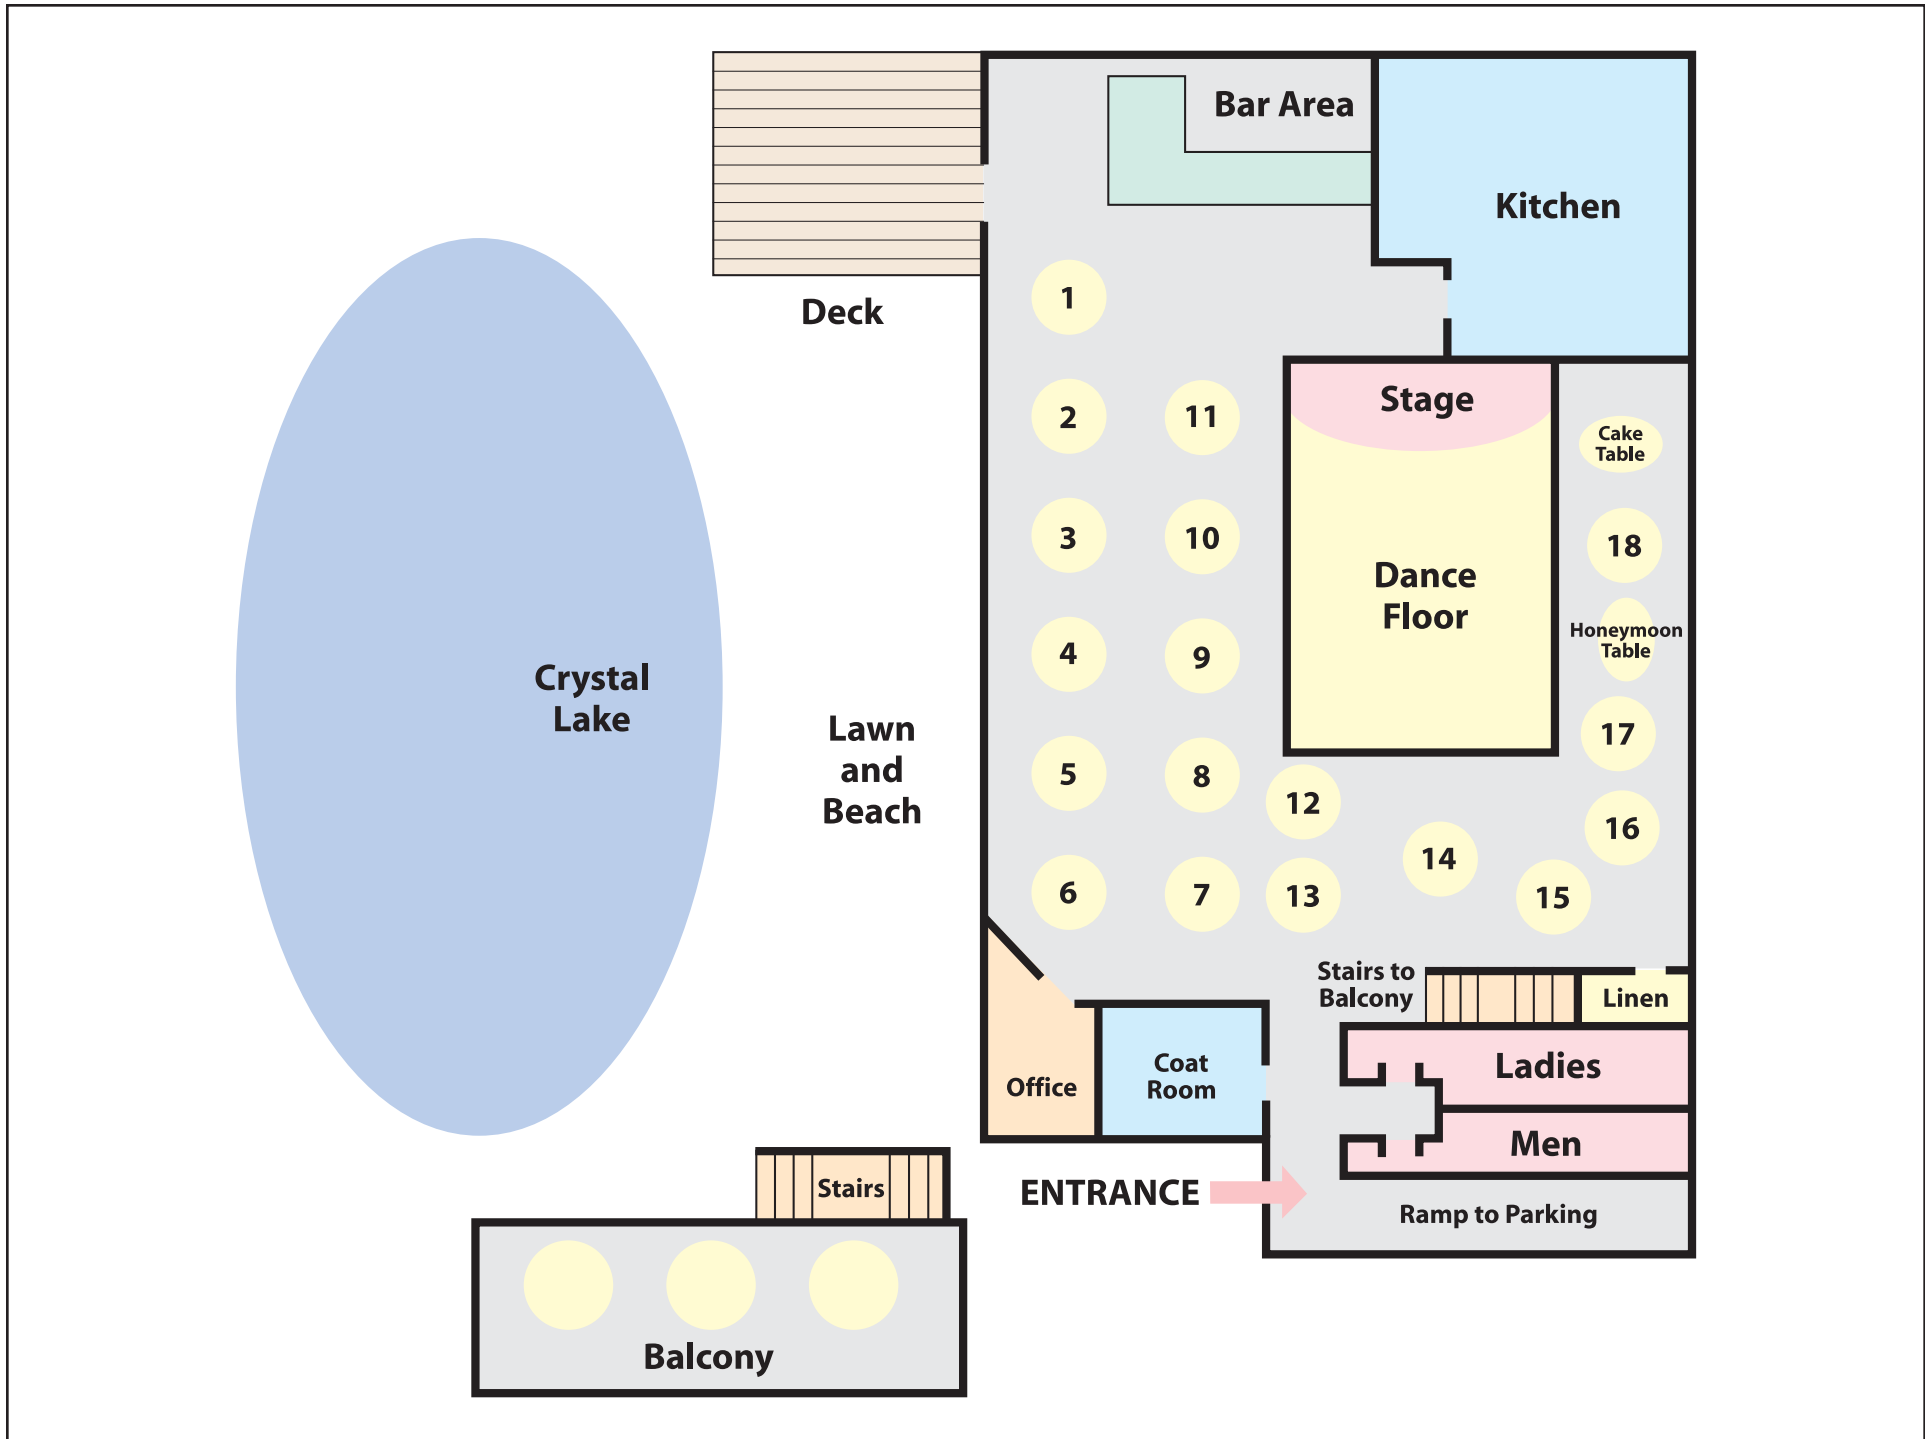 Bar Area
Kitchen
Deck
1
Stage
2
11
Cake
Table
3
10
18
Dance
Floor
Honeymoon
Table
4
9
Crystal
Lake
Lawn
and
Beach
17
5
8
12
16
14
6
7
13
15
Stairs to
Balcony
Linen
Office
Coat
Room
Ladies
Men
Stairs
ENTRANCE
Ramp to Parking
Balcony